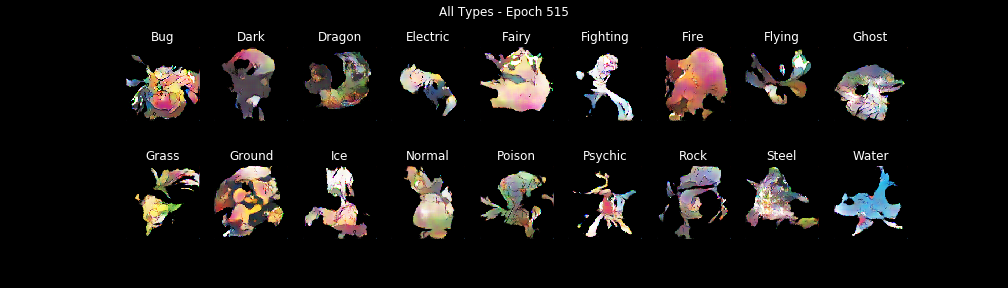 All Types - Epoch 515
Bug Dark Dragon Electric Fairy Fighting Fire Flying Ghost
Grass Ground Ice Normal Poison Psychic Rock Steel Water